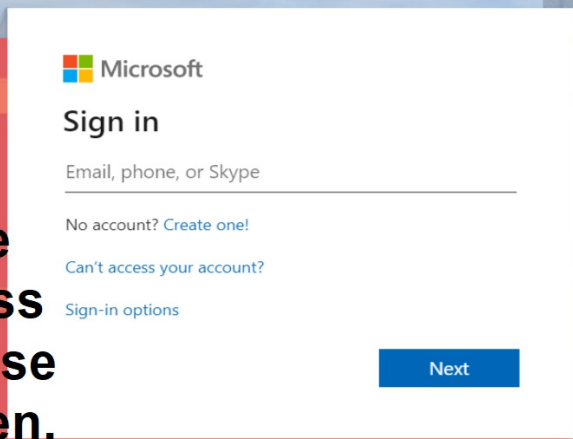 Microsoft
Sign in
Email, phone, or Skype
No account? Create one!
Can't access your account?
Sign-in options
Next